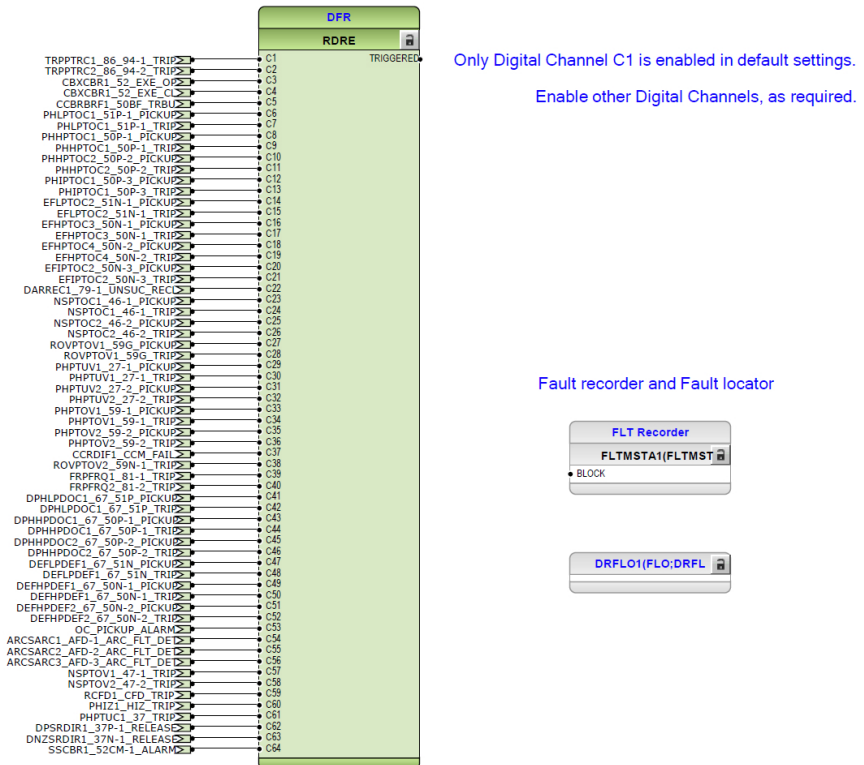 DFR
RDRE
TRPPTRC1_86_94-1_TRIP C1 TRIGGERED
TRPPTRC2_86_94-2_TRIP C2
CBXCBR1_52_EXE_OP C3
CBXCBR1_52_EXE_CL C4
CCBRBRF1_50BF_TRBU C5
PHLPTOC1_51P-1_PICKUP C6
PHLPTOC1_51P-1_TRIP C7
PHHPTOC1_50P-1_PICKUP C8
PHHPTOC1_50P-1_TRIP C9
PHHPTOC2_50P-2_PICKUP C10
PHHPTOC2_50P-2_TRIP C11
PHIPTOC1_50P-3_PICKUP C12
PHIPTOC1_50P-3_TRIP C13
EFLPTOC2_51N-1_PICKUP C14
EFLPTOC2_51N-1_TRIP C15
EFHPTOC3_50N-1_PICKUP C16
EFHPTOC3_50N-1_TRIP C17
EFHPTOC4_50N-2_PICKUP C18
EFHPTOC4_50N-2_TRIP C19
EFIPTOC2_50N-3_PICKUP C20
EFIPTOC2_50N-3_TRIP C21
DARREC1_79-1_UNSUC_RECL C22
NSPTOC1_46-1_PICKUP C23
NSPTOC1_46-1_TRIP C24
NSPTOC2_46-2_PICKUP C25
NSPTOC2_46-2_TRIP C26
ROVPTOV1_59G_PICKUP C27
ROVPTOV1_59G_TRIP C28
PHPTUV1_27-1_PICKUP C29
PHPTUV1_27-1_TRIP C30
PHPTUV2_27-2_PICKUP C31
PHPTUV2_27-2_TRIP C32
PHPTOV1_59-1_PICKUP C33
PHPTOV1_59-1_TRIP C34
PHPTOV2_59-2_PICKUP C35
PHPTOV2_59-2_TRIP C36
CCRDIF1_CCM_FAIL C37
ROVPTOV2_59N-1_TRIP C38
FRPFRQ1_81-1_TRIP C39
FRPFRQ2_81-2_TRIP C40
DPHLPDOC1_67_51P_PICKUP C41
DPHLPDOC1_67_51P_TRIP C42
DPHHPDOC1_67_50P-1_PICKUP C43
DPHHPDOC1_67_50P-1_TRIP C44
DPHHPDOC2_67_50P-2_PICKUP C45
DPHHPDOC2_67_50P-2_TRIP C46
DEFLPDEF1_67_51N_PICKUP C47
DEFLPDEF1_67_51N_TRIP C48
DEFHPDEF1_67_50N-1_PICKUP C49
DEFHPDEF1_67_50N-1_TRIP C50
DEFHPDEF2_67_50N-2_PICKUP C51
DEFHPDEF2_67_50N-2_TRIP C52
OC_PICKUP_ALARM C53
ARCSARC1_AFD-1_ARC_FLT_DET C54
ARCSARC2_AFD-2_ARC_FLT_DET C55
ARCSARC3_AFD-3_ARC_FLT_DET C56
NSPTOV1_47-1_TRIP C57
NSPTOV2_47-2_TRIP C58
RCFD1_CFD_TRIP C59
PHIZ1_HIZ_TRIP C60
PHPTUC1_37_TRIP C61
DPSRDIR1_37P-1_RELEASE C62
DNZSRDIR1_37N-1_RELEASE C63
SSCBR1_52CM-1_ALARM C64
Only Digital Channel C1 is enabled in default settings.
Enable other Digital Channels, as required.
Fault recorder and Fault locator
FLT Recorder
FLTMSTA1(FLTMST
BLOCK
DRFLO1(FLO;DRFL